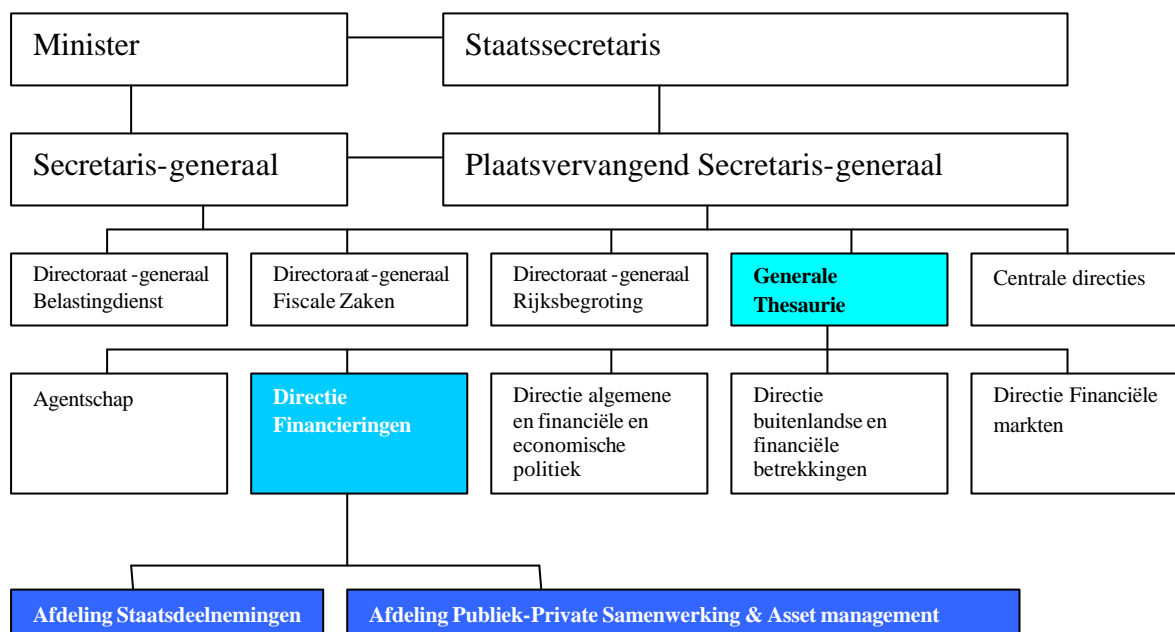 Minister
Staatssecretaris
Secretaris-generaal
Plaatsvervangend Secretaris-generaal
Directoraat-generaal
Belastingdienst
Directoraat-generaal
Fiscale Zaken
Directoraat-generaal
Rijksbegroting
Generale
Thesaurie
Centrale directies
Agentschap
Directie
Financieringen
Directie algemene
en financiële en
economische
politiek
Directie
buitenlandse en
financiële
betrekkingen
Directie Financiële
markten
Afdeling Staatsdeelnemingen
Afdeling Publiek-Private Samenwerking & Asset management